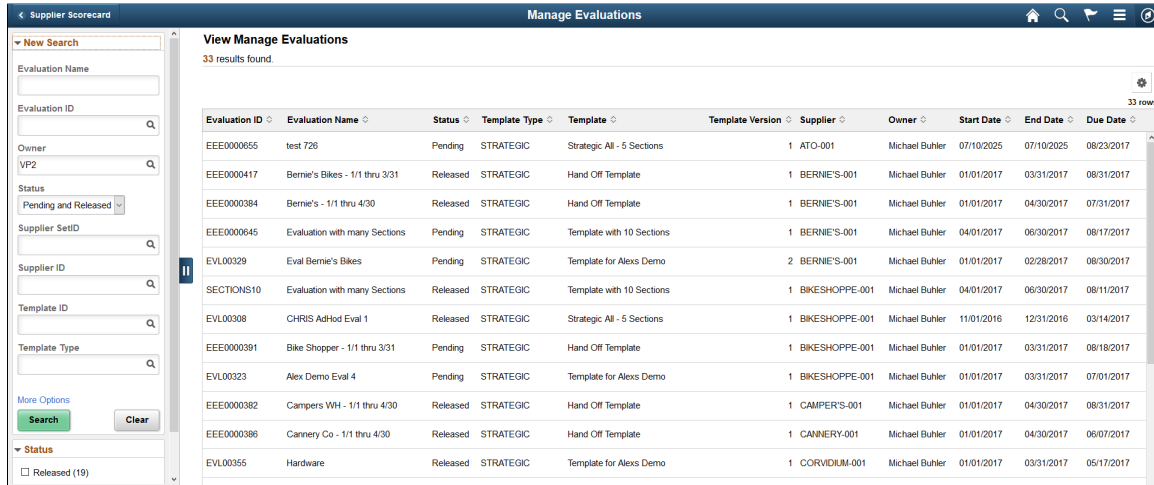 Supplier Scorecard
Manage Evaluations
New Search
Evaluation Name
Evaluation ID
Owner
VP2
Status
Pending and Released
Supplier SetID
Supplier ID
Template ID
Template Type
More Options
Search Clear
Status
Released (19)
View Manage Evaluations
33 results found.
33 rows
Evaluation ID Evaluation Name Status Template Type Template Template Version Supplier Owner Start Date End Date Due Date
EEE0000655 test 726 Pending STRATEGIC Strategic All - 5 Sections 1 ATO-001 Michael Buhler 07/10/2025 07/10/2025 08/23/2017
EEE0000417 Bernie's Bikes - 1/1 thru 3/31 Released STRATEGIC Hand Off Template 1 BERNIE'S-001 Michael Buhler 01/01/2017 03/31/2017 08/31/2017
EEE0000384 Bernie's - 1/1 thru 4/30 Released STRATEGIC Hand Off Template 1 BERNIE'S-001 Michael Buhler 01/01/2017 04/30/2017 07/31/2017
EEE0000645 Evaluation with many Sections Pending STRATEGIC Template with 10 Sections 1 BERNIE'S-001 Michael Buhler 04/01/2017 06/30/2017 08/17/2017
EVL00329 Eval Bernie's Bikes Pending STRATEGIC Template for Alexs Demo 2 BERNIE'S-001 Michael Buhler 01/01/2017 02/28/2017 08/30/2017
SECTIONS10 Evaluation with many Sections Released STRATEGIC Template with 10 Sections 1 BIKESHOPPE-001 Michael Buhler 04/01/2017 06/30/2017 08/11/2017
EVL00308 CHRIS AdHod Eval 1 Released STRATEGIC Strategic All - 5 Sections 1 BIKESHOPPE-001 Michael Buhler 11/01/2016 12/31/2016 03/14/2017
EEE0000391 Bike Shopper - 1/1 thru 3/31 Pending STRATEGIC Hand Off Template 1 BIKESHOPPE-001 Michael Buhler 01/01/2017 03/31/2017 08/18/2017
EVL00323 Alex Demo Eval 4 Pending STRATEGIC Template for Alexs Demo 1 BIKESHOPPE-001 Michael Buhler 01/01/2017 03/31/2017 07/01/2017
EEE0000382 Campers WH - 1/1 thru 4/30 Released STRATEGIC Hand Off Template 1 CAMPER'S-001 Michael Buhler 01/01/2017 04/30/2017 08/31/2017
EEE0000386 Cannery Co - 1/1 thru 4/30 Released STRATEGIC Hand Off Template 1 CANNERY-001 Michael Buhler 01/01/2017 04/30/2017 06/07/2017
EVL00355 Hardware Released STRATEGIC Template for Alexs Demo 1 CORVIDIUM-001 Michael Buhler 01/01/2017 03/31/2017 05/17/2017